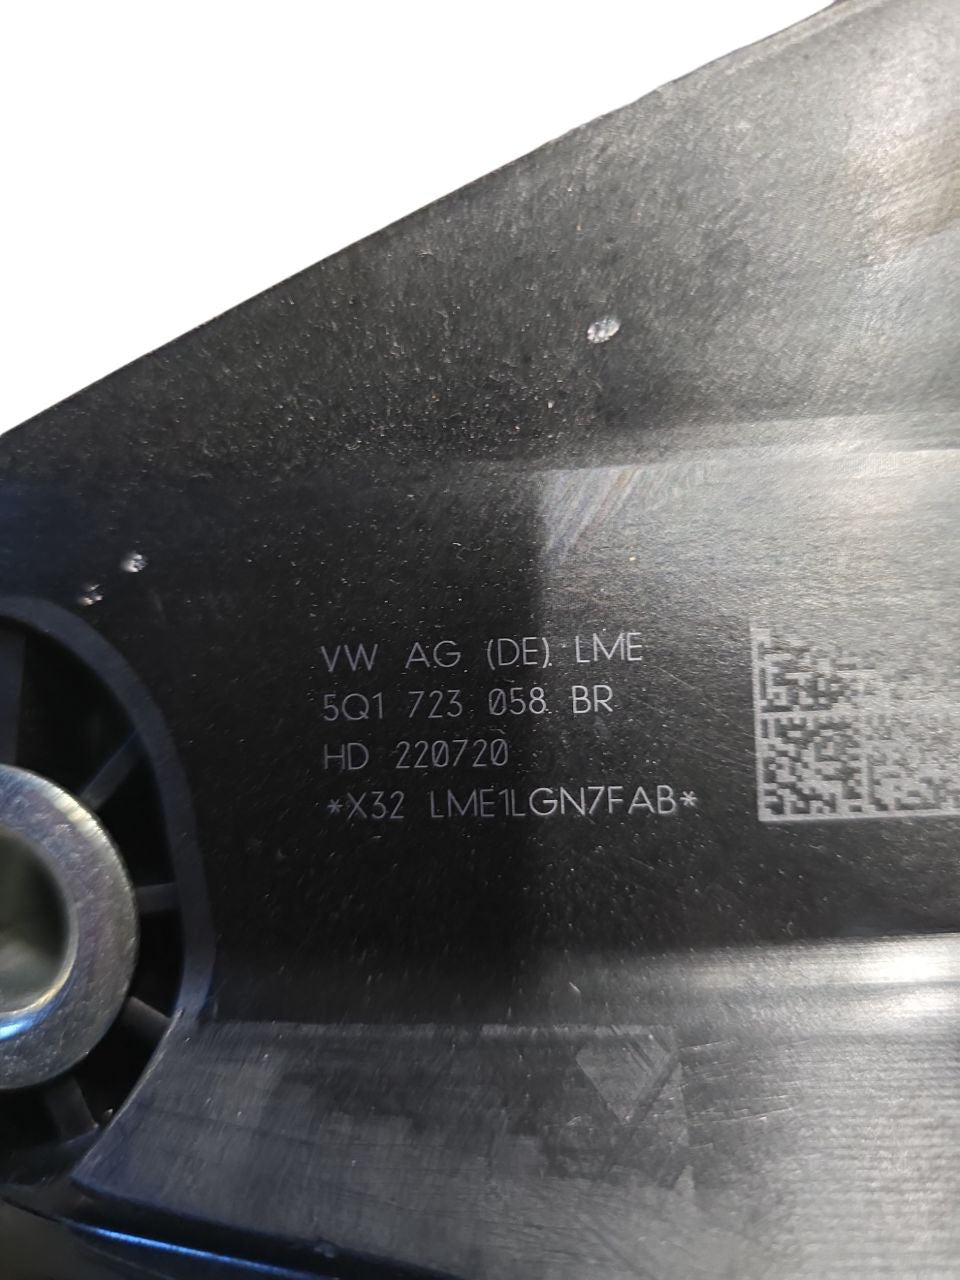 VW AG (DE) LME
5Q1 723 058 BR
HD 220720
*X32 LME1LGN7FAB*